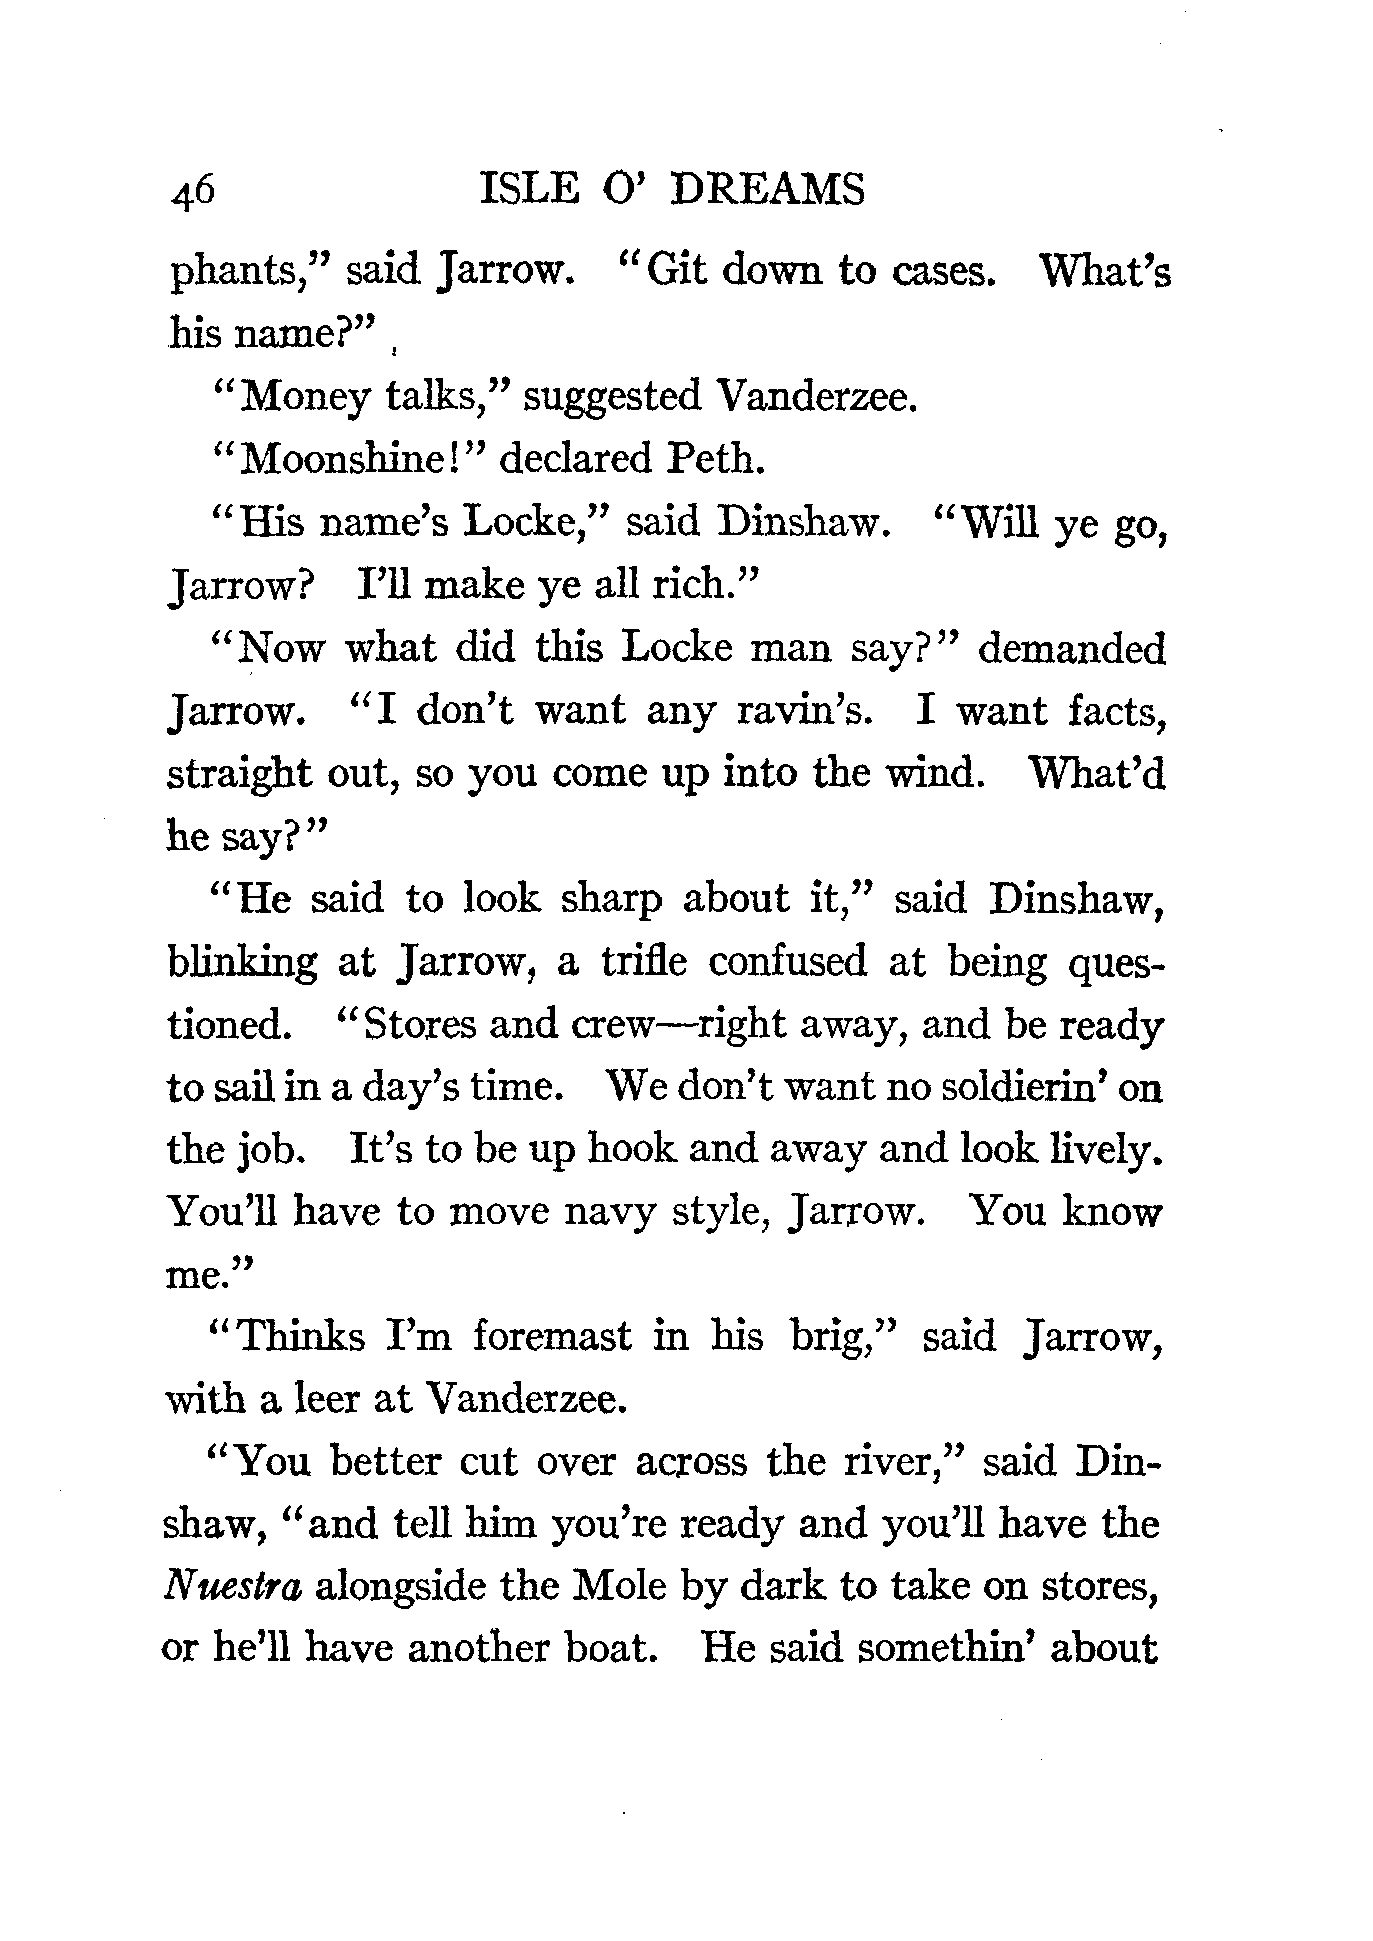 46 ISLE O' DREAMS
phants,” said Jarrow. “Git down to cases. What's
his name?”
“Money talks,” suggested Vanderzee.
“Moonshine!” declared Peth.
“His name's Locke,” said Dinshaw. “Will ye go,
Jarrow? I'll make ye all rich.”
“Now what did this Locke man say?” demanded
Jarrow. “I don't want any ravin's. I want facts,
straight out, so you come up into the wind. What'd
he say?”
“He said to look sharp about it,” said Dinshaw,
blinking at Jarrow, a trifle confused at being ques-
tioned. “Stores and crew—right away, and be ready
to sail in a day's time. We don't want no soldierin' on
the job. It's to be up hook and away and look lively.
You'll have to move navy style, Jarrow. You know
me.”
“Thinks I'm foremast in his brig,” said Jarrow,
with a leer at Vanderzee.
“You better cut over across the river,” said Din-
shaw, “and tell him you're ready and you'll have the
Nuestra alongside the Mole by dark to take on stores,
or he'll have another boat. He said somethin' about